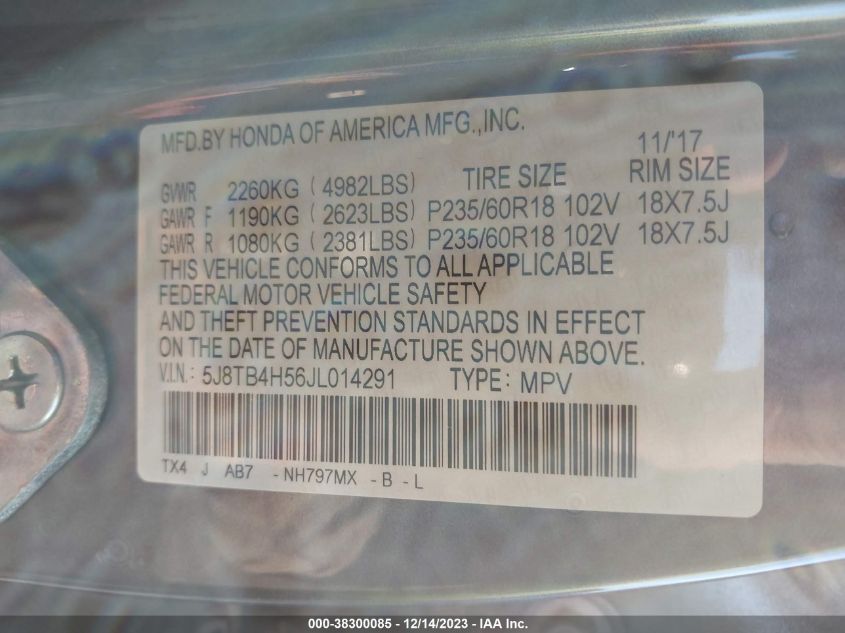 MFD.BY HONDA OF AMERICA MFG.,INC.
11/'17
GVWR 2260KG ( 4982LBS) TIRE SIZE RIM SIZE
GAWR F 1190KG ( 2623LBS) P235/60R18 102V 18X7.5J
GAWR R 1080KG ( 2381LBS) P235/60R18 102V 18X7.5J
THIS VEHICLE CONFORMS TO ALL APPLICABLE
FEDERAL MOTOR VEHICLE SAFETY
AND THEFT PREVENTION STANDARDS IN EFFECT
ON THE DATE OF MANUFACTURE SHOWN ABOVE.
V.I.N.: 5J8TB4H56JL014291 TYPE: MPV
TX4 J AB7 -NH797MX -B -L
000-38300085 - 12/14/2023 - IAA Inc.